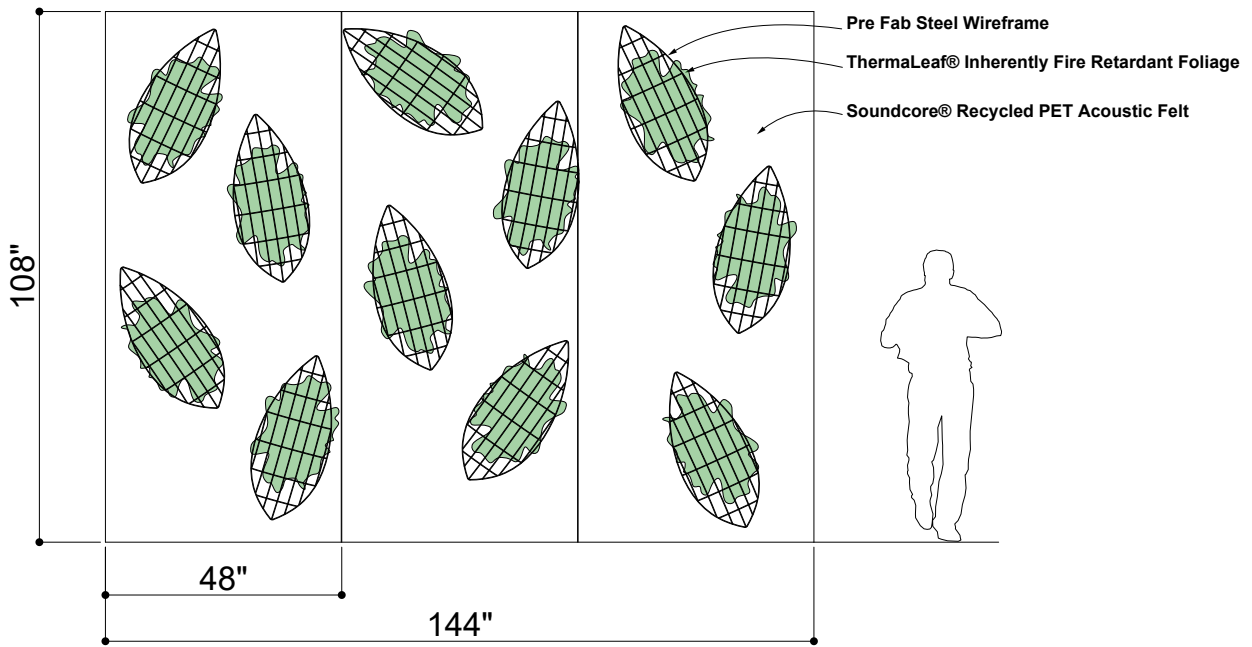 Pre Fab Steel Wireframe
ThermaLeaf® Inherently Fire Retardant Foliage
Soundcore® Recycled PET Acoustic Felt
108"
48"
144"